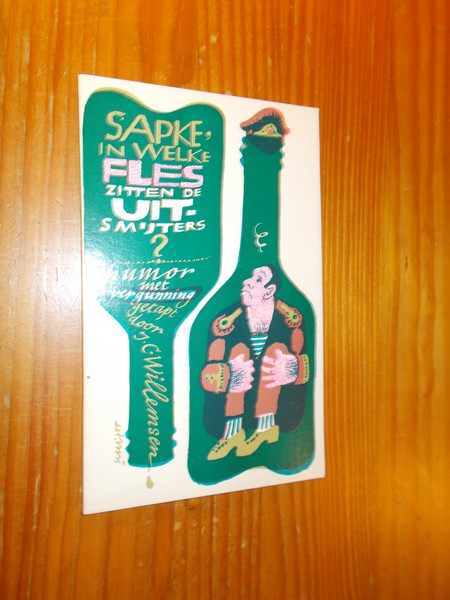 SAPKE,
IN WELKE
FLES
ZITTEN DE
UIT-
SMIJTERS
?
humor
met
vergunning
getapt
door J.C. Willemsen